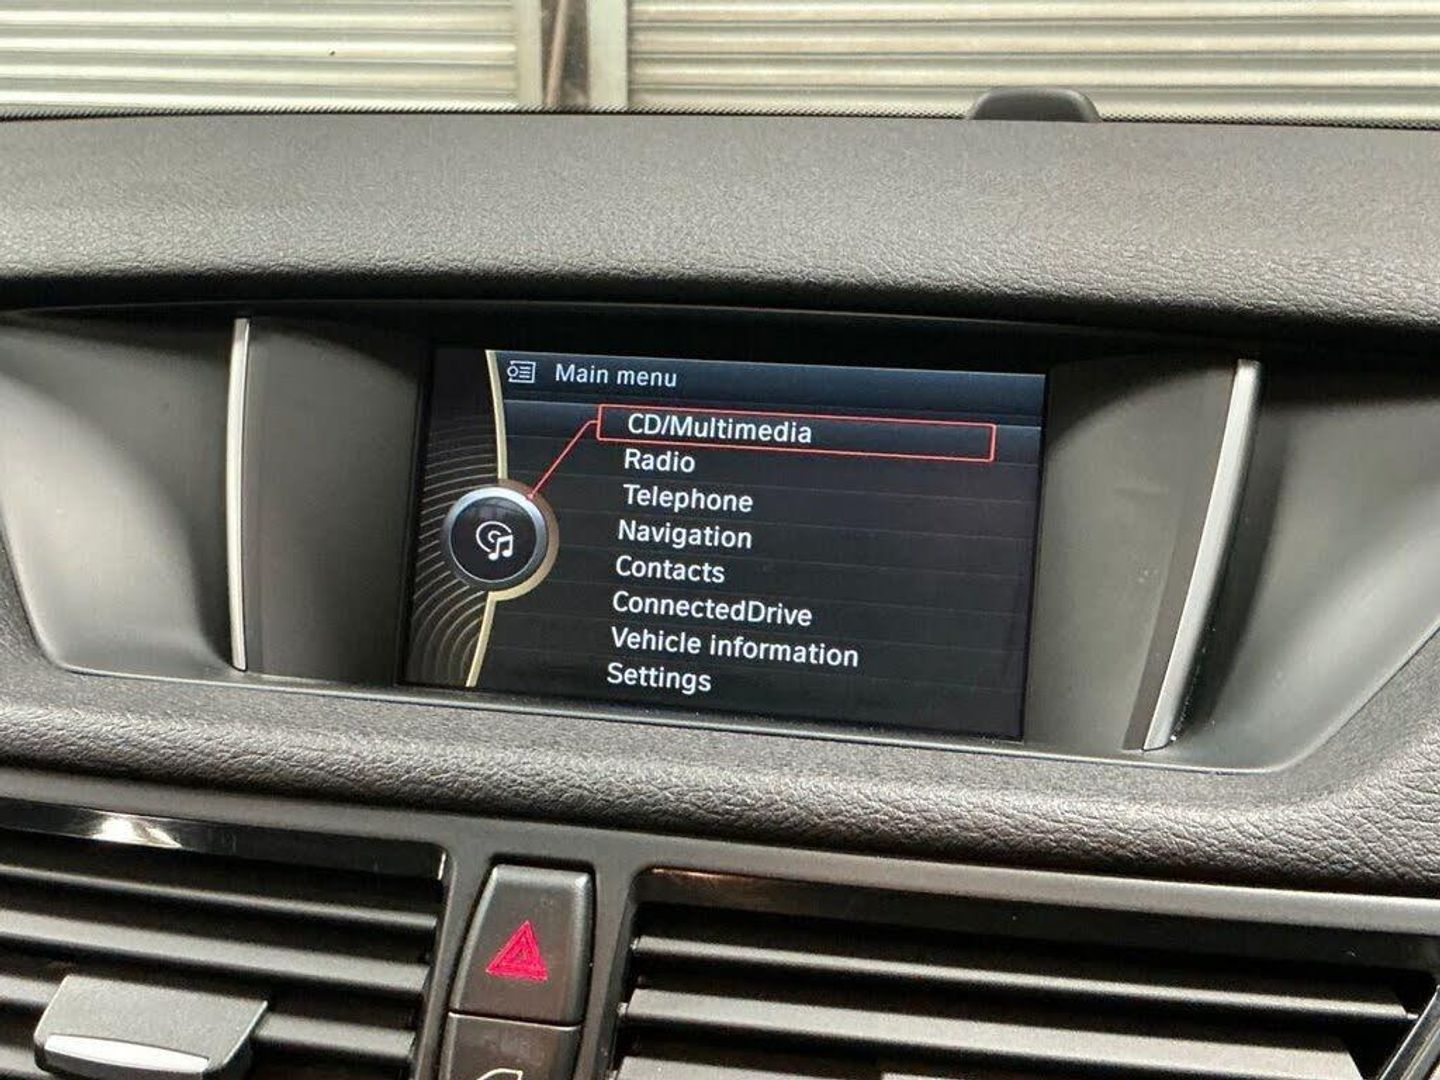 Main menu
CD/Multimedia
Radio
Telephone
Navigation
Contacts
ConnectedDrive
Vehicle information
Settings